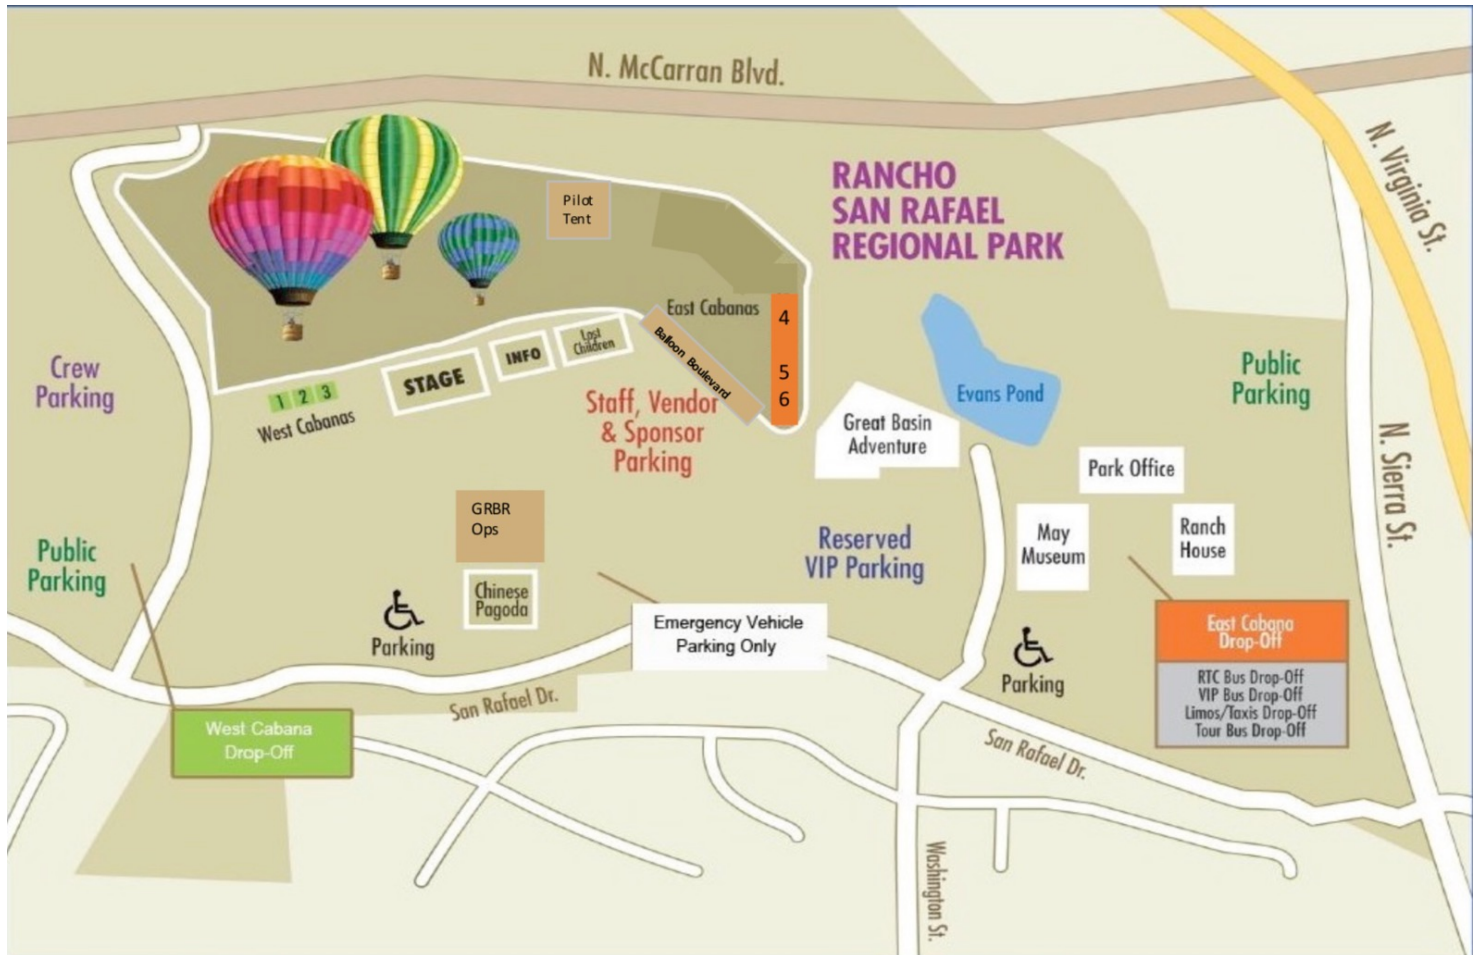 N. McCarran Blvd.
N. Virginia St.
RANCHO
SAN RAFAEL
REGIONAL PARK
Pilot
Tent
East Cabanas
4
5
6
Balloon Boulevard
Lost
Children
INFO
STAGE
1 2 3
West Cabanas
Crew
Parking
Staff, Vendor
& Sponsor
Parking
Evans Pond
Public
Parking
Great Basin
Adventure
Park Office
N. Sierra St.
GRBR
Ops
Public
Parking
Reserved
VIP Parking
May
Museum
Ranch
House
Chinese
Pagoda
Parking
Emergency Vehicle
Parking Only
East Cabana
Drop-Off
Parking
RTC Bus Drop-Off
VIP Bus Drop-Off
Limos/Taxis Drop-Off
Tour Bus Drop-Off
San Rafael Dr.
West Cabana
Drop-Off
San Rafael Dr.
Washington St.